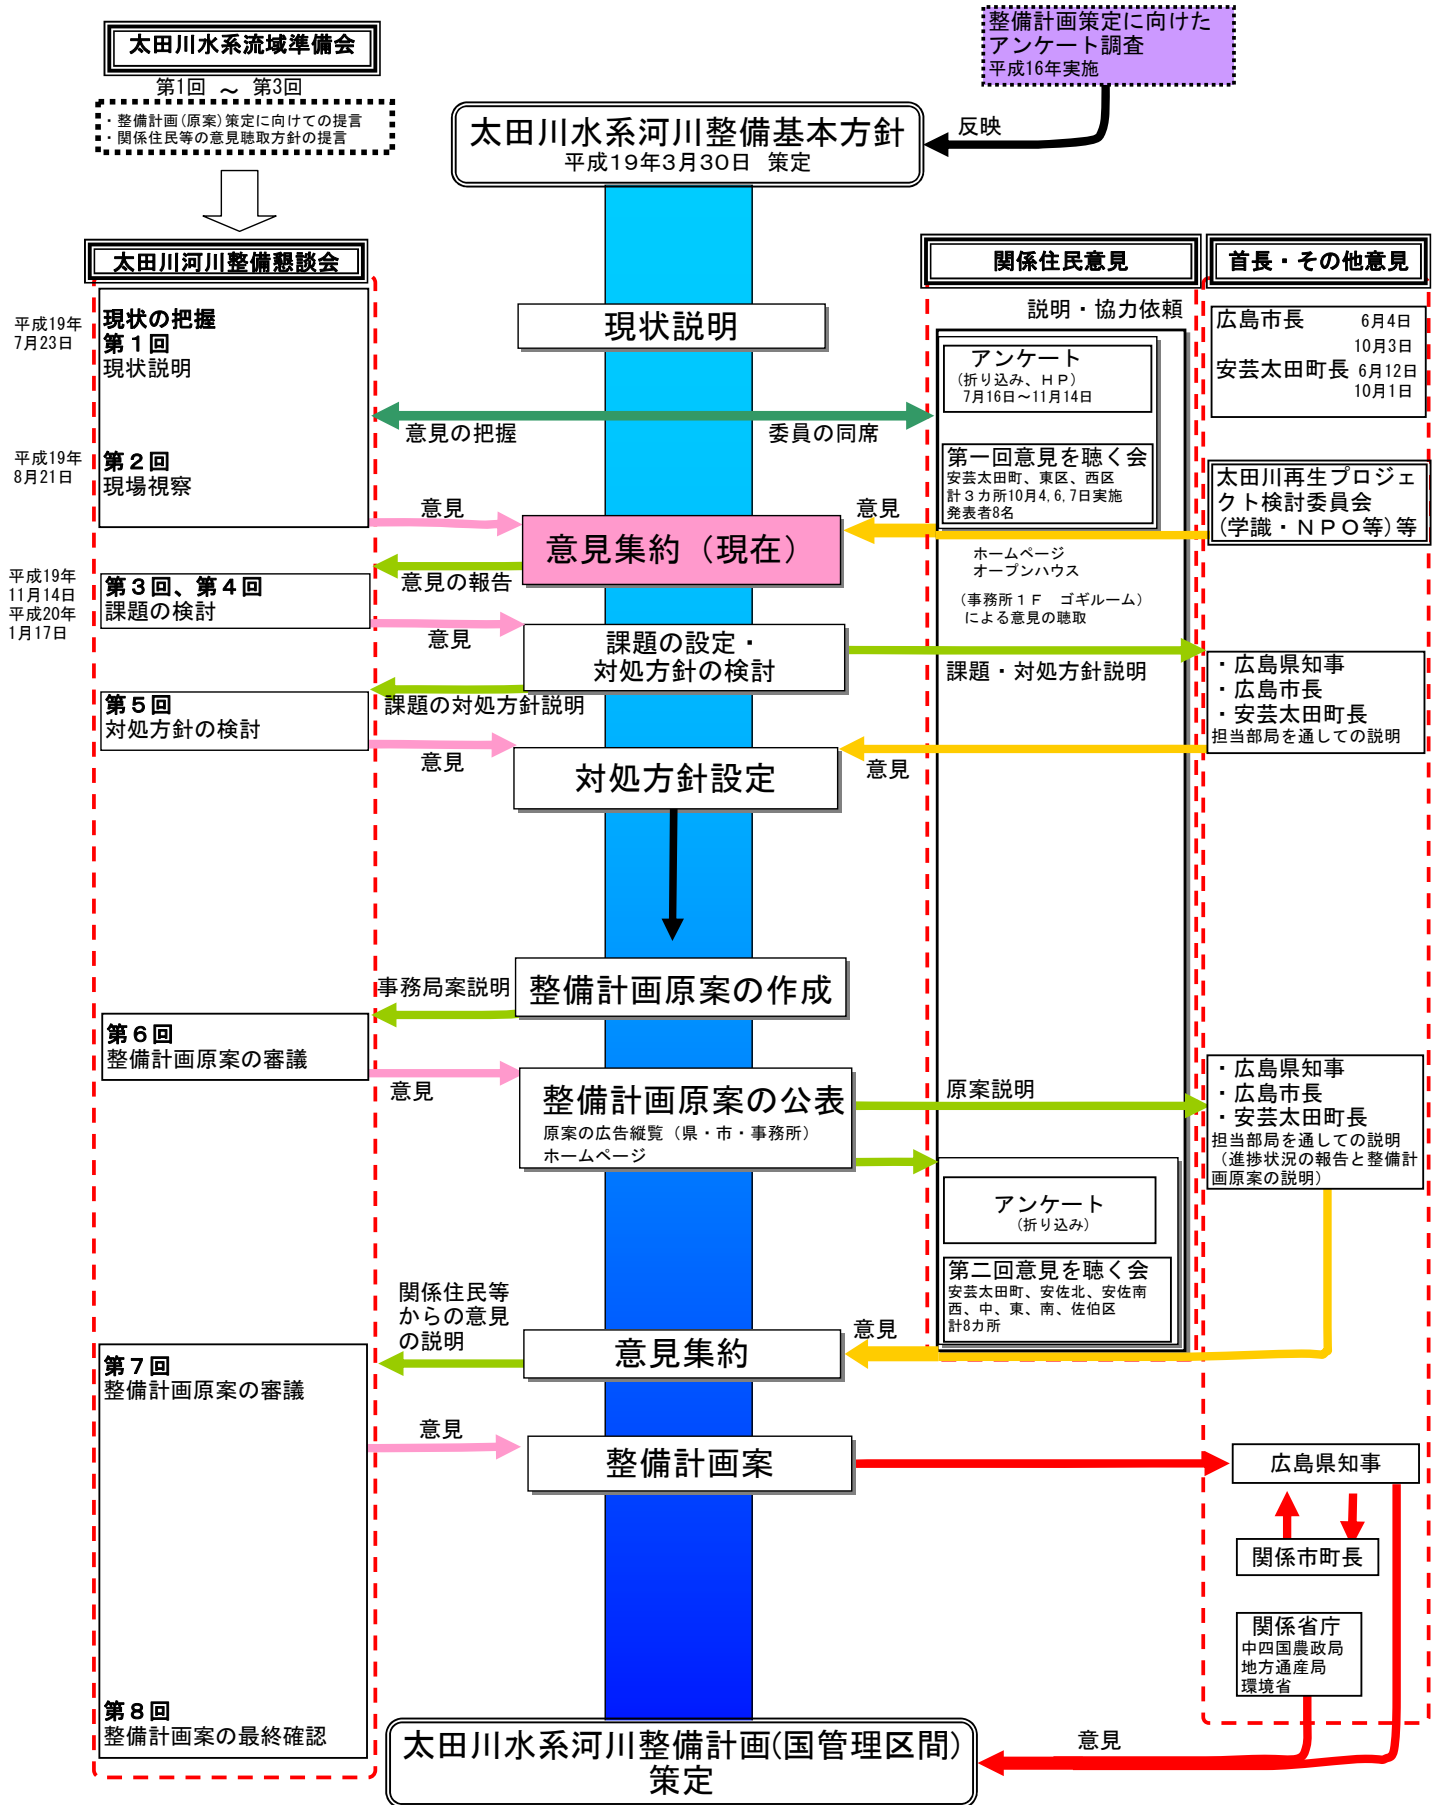 太田川水系流域準備会
第1回 ～ 第3回
・整備計画(原案)策定に向けての提言
・関係住民等の意見聴取方針の提言
整備計画策定に向けた
アンケート調査
平成16年実施
反映
太田川水系河川整備基本方針
平成19年3月30日 策定
太田川河川整備懇談会
関係住民意見
首長・その他意見
平成19年
7月23日
現状の把握
第1回
現状説明
現状説明
説明・協力依頼
アンケート
(折り込み、HP)
7月16日～11月14日
広島市長 6月4日
10月3日
安芸太田町長 6月12日
10月1日
意見の把握
委員の同席
平成19年
8月21日
第2回
現場視察
第一回意見を聴く会
安芸太田町、東区、西区
計3カ所10月4,6,7日実施
発表者8名
太田川再生プロジェ
クト検討委員会
(学識・NPO等)等
意見
意見
意見集約（現在）
意見の報告
ホームページ
オープンハウス
(事務所1F ゴギルーム)
による意見の聴取
平成19年
11月14日
平成20年
1月17日
第3回、第4回
課題の検討
意見
課題の設定・
対処方針の検討
課題・対処方針説明
・広島県知事
・広島市長
・安芸太田町長
担当部局を通しての説明
課題の対処方針説明
第5回
対処方針の検討
意見
意見
対処方針設定
整備計画原案の作成
事務局案説明
第6回
整備計画原案の審議
意見
整備計画原案の公表
原案の広告縦覧（県・市・事務所）
ホームページ
原案説明
・広島県知事
・広島市長
・安芸太田町長
担当部局を通しての説明
（進捗状況の報告と整備計
画原案の説明）
アンケート
(折り込み)
第二回意見を聴く会
安芸太田町、安佐北、安佐南
西、中、東、南、佐伯区
計8カ所
関係住民等
からの意見
の説明
意見
意見集約
第7回
整備計画原案の審議
意見
整備計画案
広島県知事
関係市町長
関係省庁
中四国農政局
地方通産局
環境省
第8回
整備計画案の最終確認
意見
太田川水系河川整備計画(国管理区間)
策定